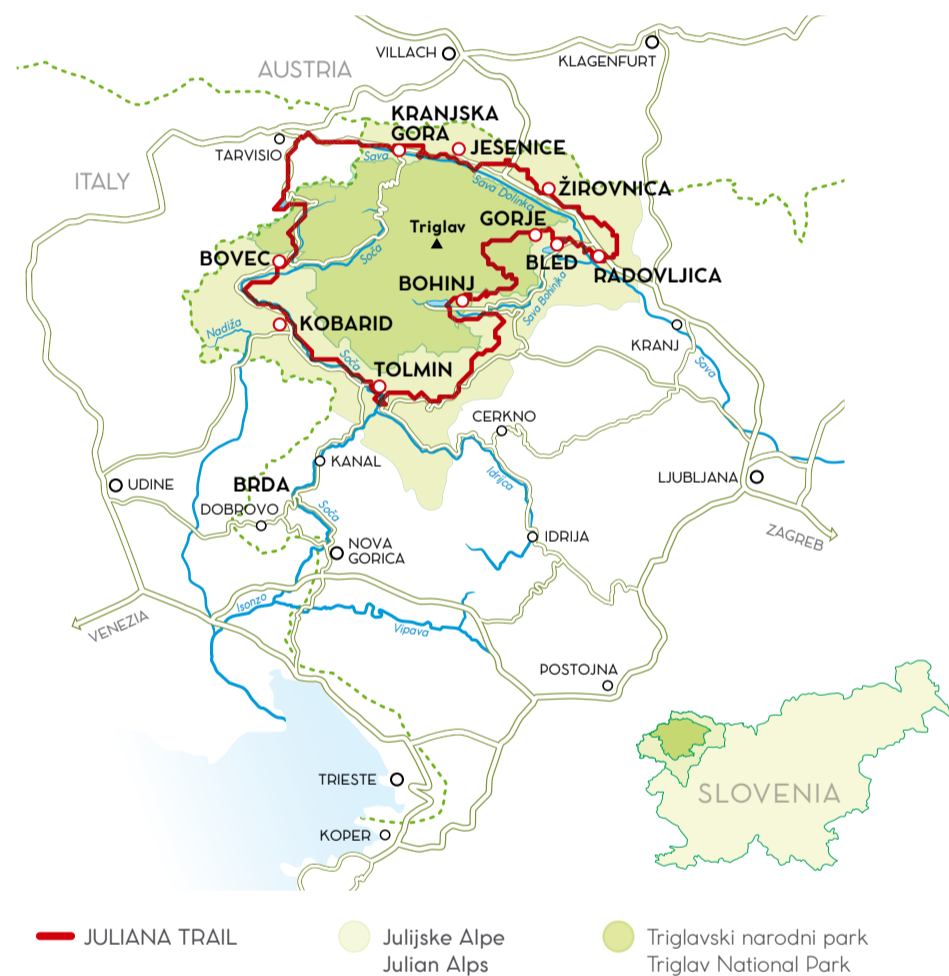 VILLACH
KLAGENFURT
AUSTRIA
KRANJSKA
GORA
JESENICE
TARVISIO
Sava
ITALY
Sava Dolinka
ŽIROVNICA
GORJE
Triglav
Soča
BOVEC
BLED
RADOVLJICA
BOHINJ
Sava Bohinjka
KOBARID
Nadiža
KRANJ
Soča
Sava
TOLMIN
CERKNO
KANAL
Idrijca
LJUBLJANA
UDINE
BRDA
DOBROVO
Soča
ZAGREB
NOVA
GORICA
IDRIJA
Isonzo
VENEZIA
Vipava
POSTOJNA
TRIESTE
SLOVENIA
KOPER
JULIANA TRAIL
Julijske Alpe
Julian Alps
Triglavski narodni park
Triglav National Park